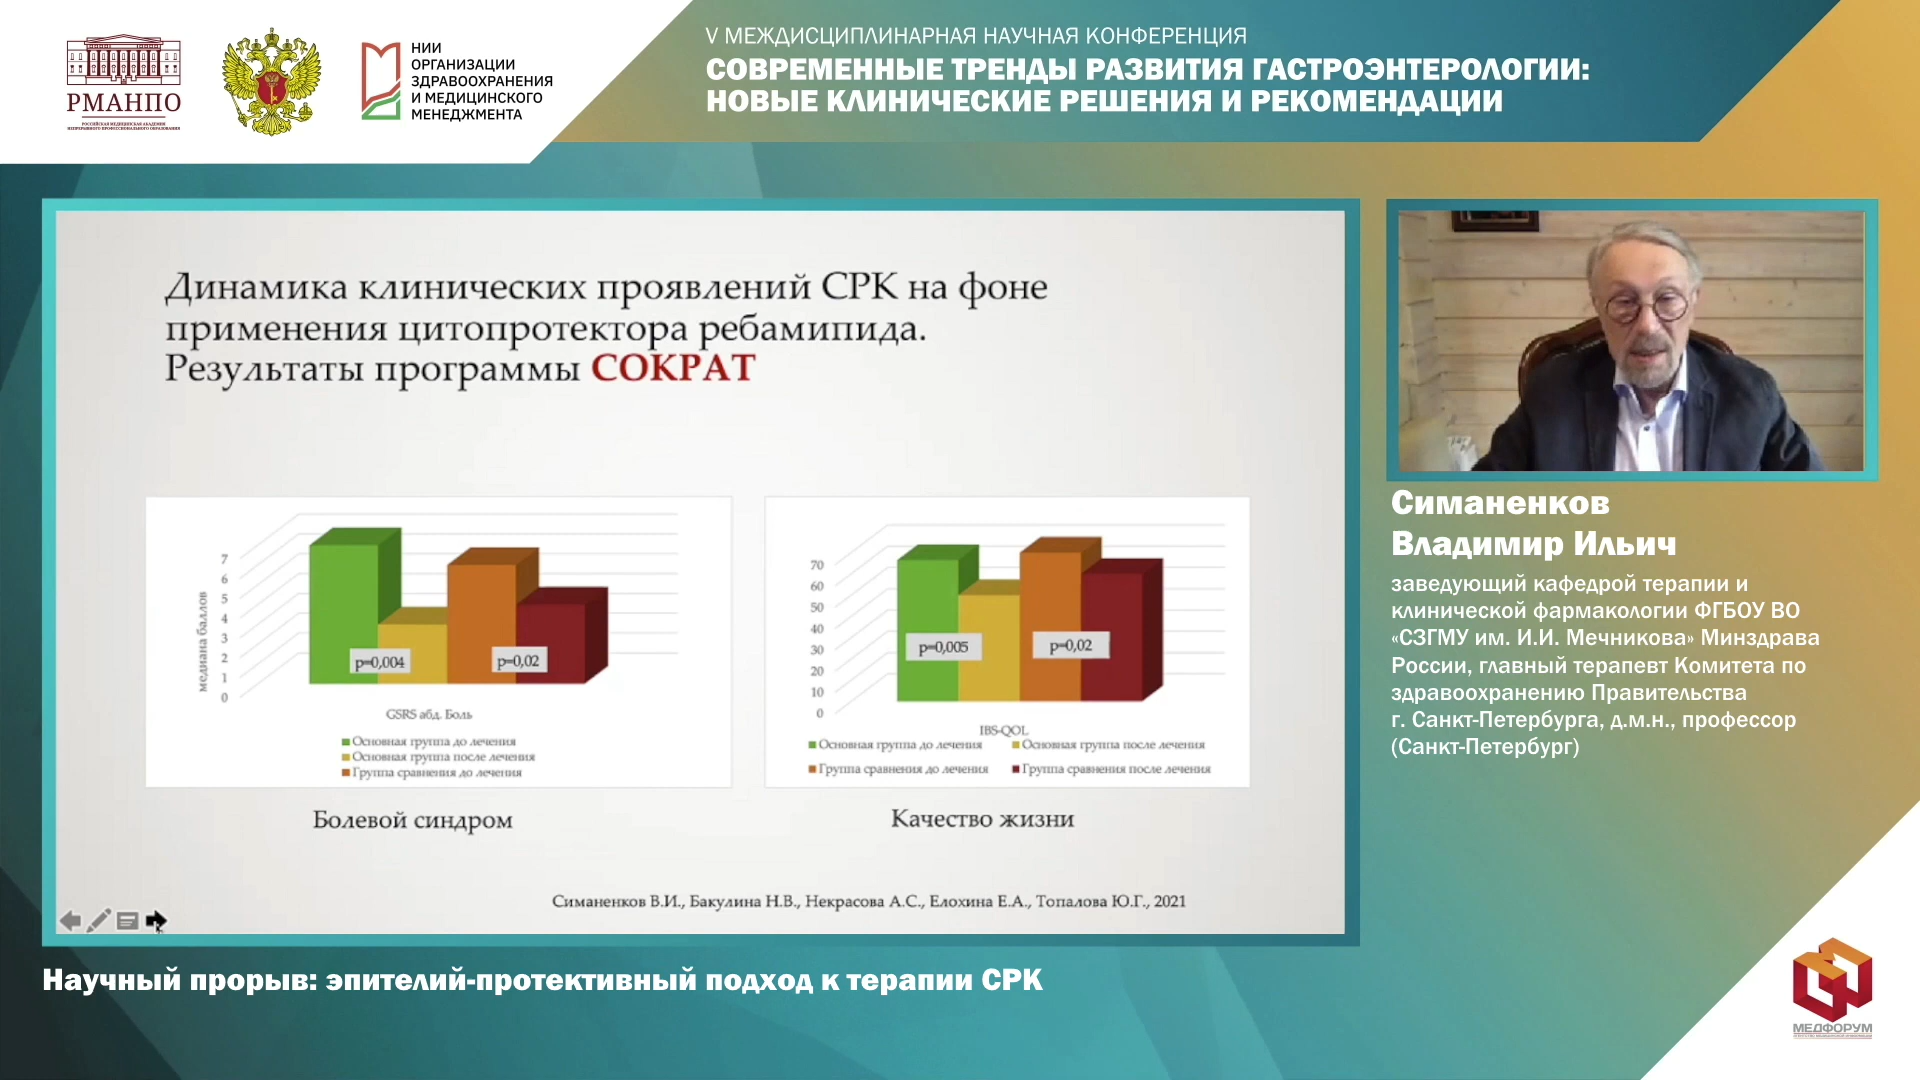 РМАНПО
РОССИЙСКАЯ МЕДИЦИНСКАЯ АКАДЕМИЯ
НЕПРЕРЫВНОГО ПРОФЕССИОНАЛЬНОГО ОБРАЗОВАНИЯ
НИИ
ОРГАНИЗАЦИИ
ЗДРАВООХРАНЕНИЯ
И МЕДИЦИНСКОГО
МЕНЕДЖМЕНТА
V МЕЖДИСЦИПЛИНАРНАЯ НАУЧНАЯ КОНФЕРЕНЦИЯ
СОВРЕМЕННЫЕ ТРЕНДЫ РАЗВИТИЯ ГАСТРОЭНТЕРОЛОГИИ:
НОВЫЕ КЛИНИЧЕСКИЕ РЕШЕНИЯ И РЕКОМЕНДАЦИИ
Динамика клинических проявлений СРК на фоне
применения цитопротектора ребамипида.
Результаты программы СОКРАТ
медиана баллов
7
6
5
4
3
2
1
0
p=0,004
p=0,02
GSRS абд. Боль
Основная группа до лечения
Основная группа после лечения
Группа сравнения до лечения
Болевой синдром
70
60
50
40
30
20
10
0
p=0,005
p=0,02
IBS-QOL
Основная группа до лечения
Основная группа после лечения
Группа сравнения до лечения
Группа сравнения после лечения
Качество жизни
Симаненков В.И., Бакулина Н.В., Некрасова А.С., Елохина Е.А., Топалова Ю.Г., 2021
Симаненков
Владимир Ильич
заведующий кафедрой терапии и
клинической фармакологии ФГБОУ ВО
«СЗГМУ им. И.И. Мечникова» Минздрава
России, главный терапевт Комитета по
здравоохранению Правительства
г. Санкт-Петербурга, д.м.н., профессор
(Санкт-Петербург)
Научный прорыв: эпителий-протективный подход к терапии СРК
МЕДФОРУМ